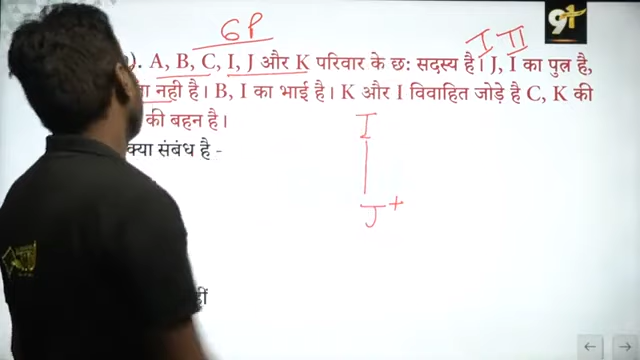 6P
I II
). A, B, C, I, J और K परिवार के छः सदस्य है। J, I का पुत्र है,
नही है। B, I का भाई है। K और I विवाहित जोड़े है C, K की
की बहन है।
क्या संबंध है -
I
J+